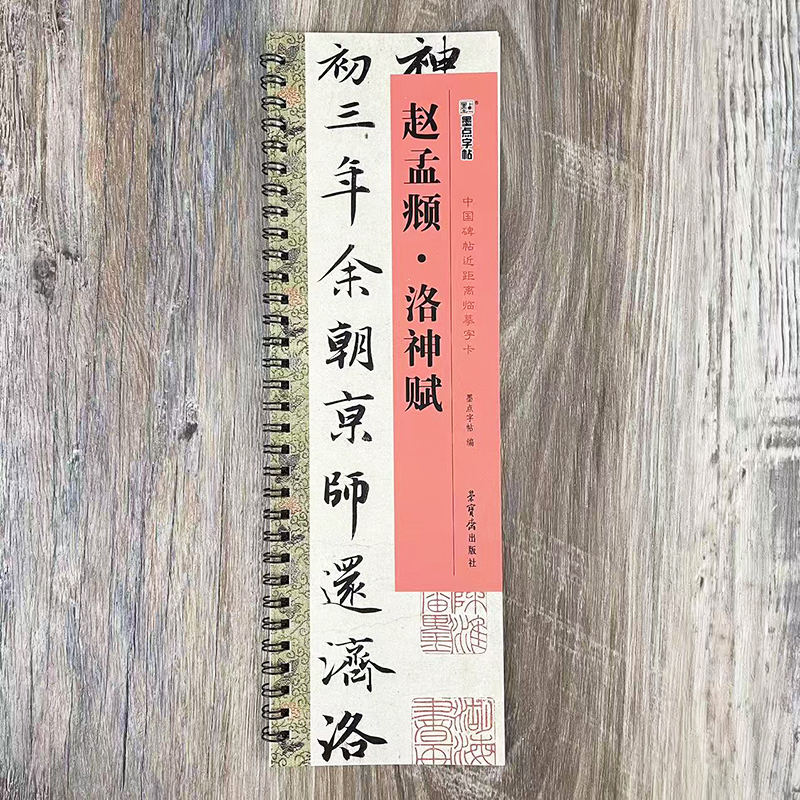 神
初三年余朝京師還濟洛
墨点字帖
赵孟頫·洛神赋
中国碑帖近距离临摹字卡
墨点字帖 编
荣宝斋出版社